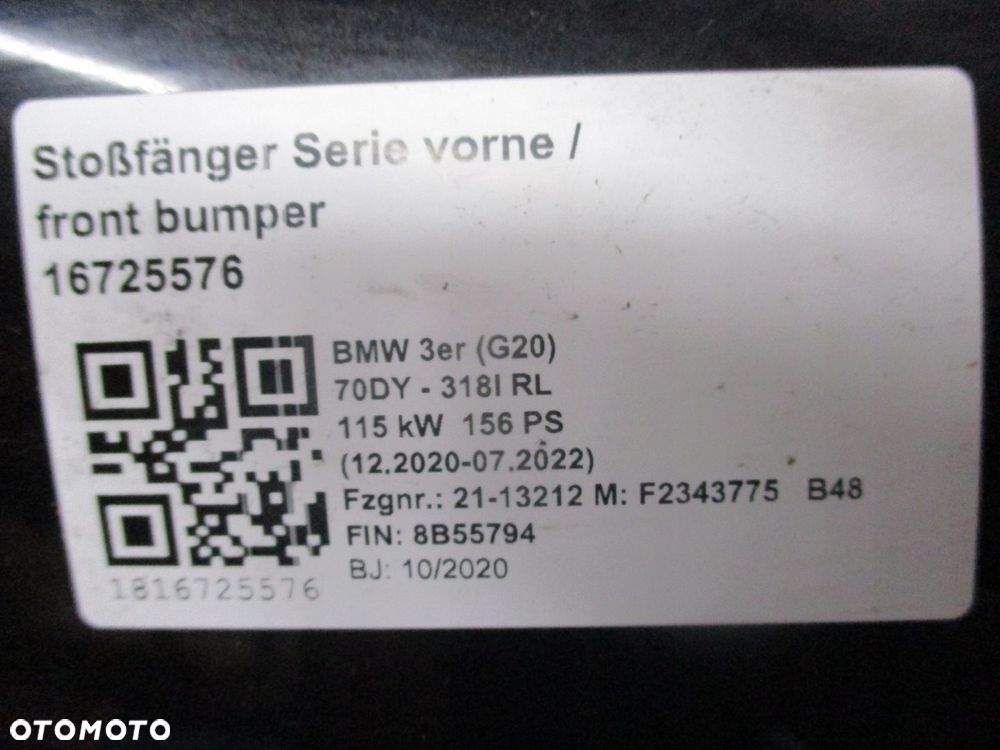 Stoßfänger Serie vorne /
front bumper
16725576
BMW 3er (G20)
70DY - 318I RL
115 kW 156 PS
(12.2020-07.2022)
Fzgnr.: 21-13212 M: F2343775 B48
FIN: 8B55794
BJ: 10/2020
1816725576
OTOMOTO